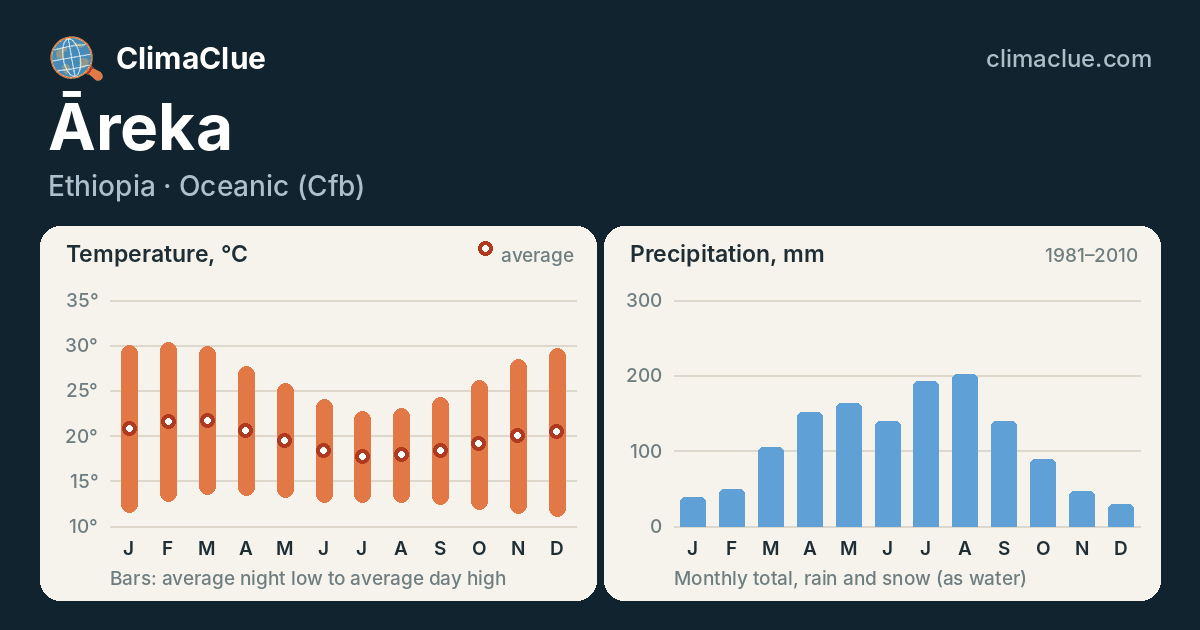 ClimaClue
climaclue.com
Āreka
Ethiopia · Oceanic (Cfb)
Temperature, °C
average
35°
30°
25°
20°
15°
10°
J F M A M J J A S O N D
Bars: average night low to average day high
Precipitation, mm
1981–2010
300
200
100
0
J F M A M J J A S O N D
Monthly total, rain and snow (as water)